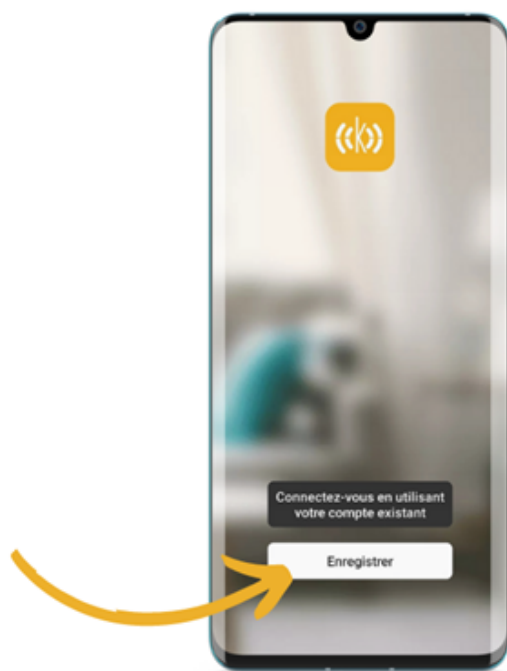 ((k))
Connectez-vous en utilisant
votre compte existant
Enregistrer